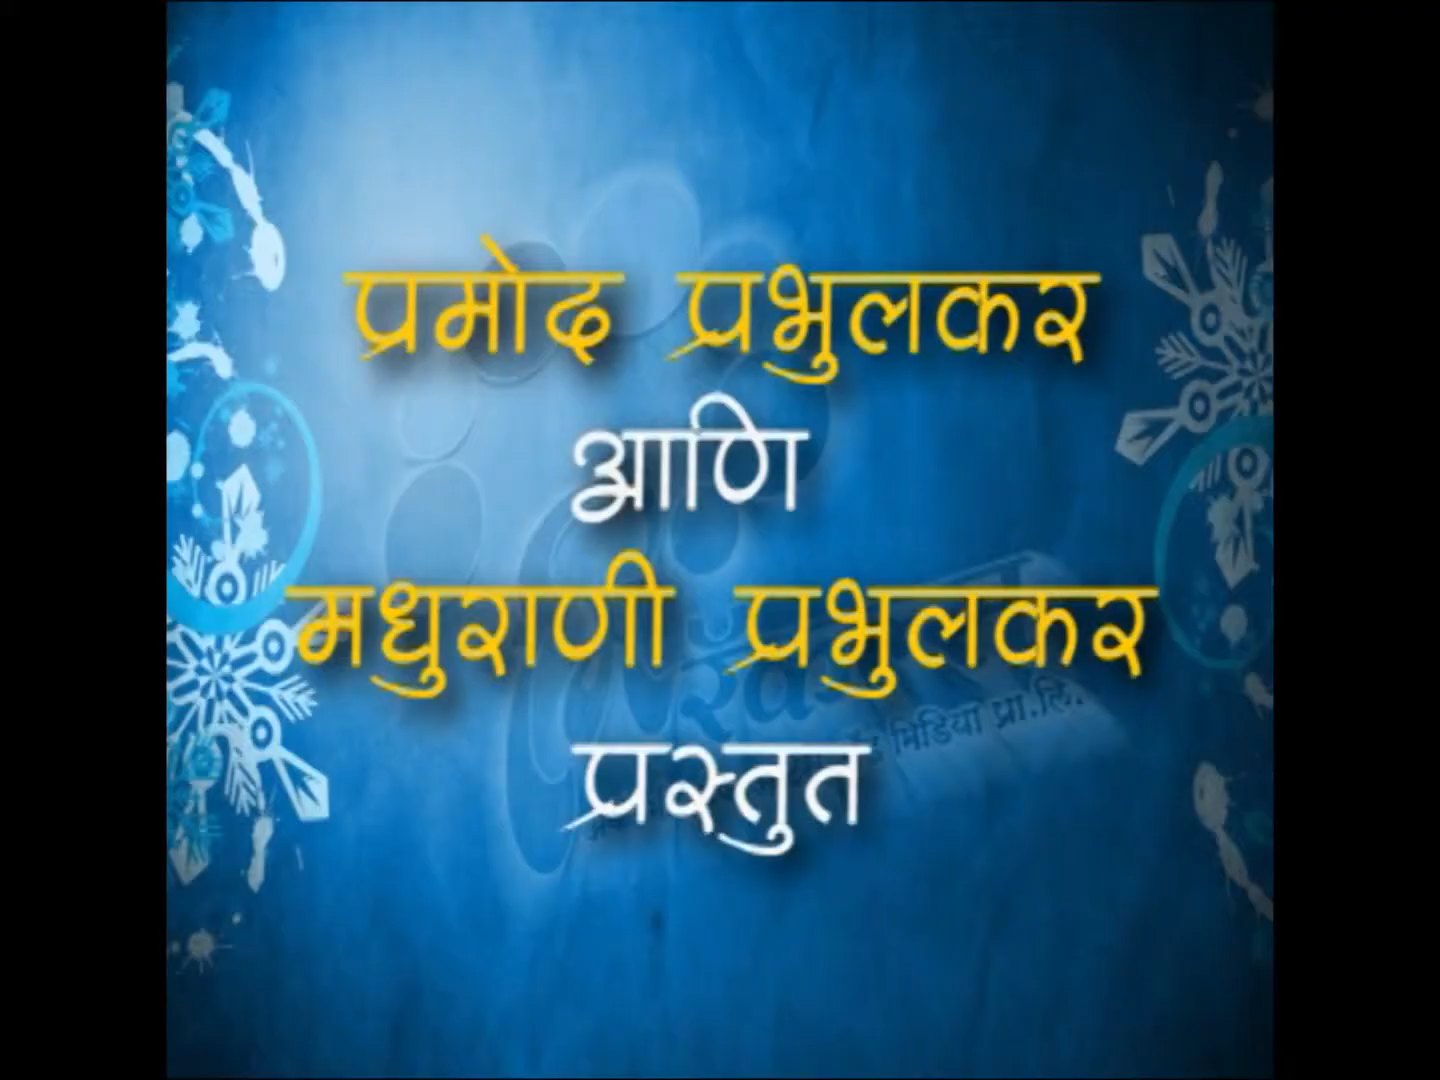 प्रमोद प्रभुलकर
आणि
मधुराणी प्रभुलकर
मिडिया प्रा.लि.
प्रस्तुत